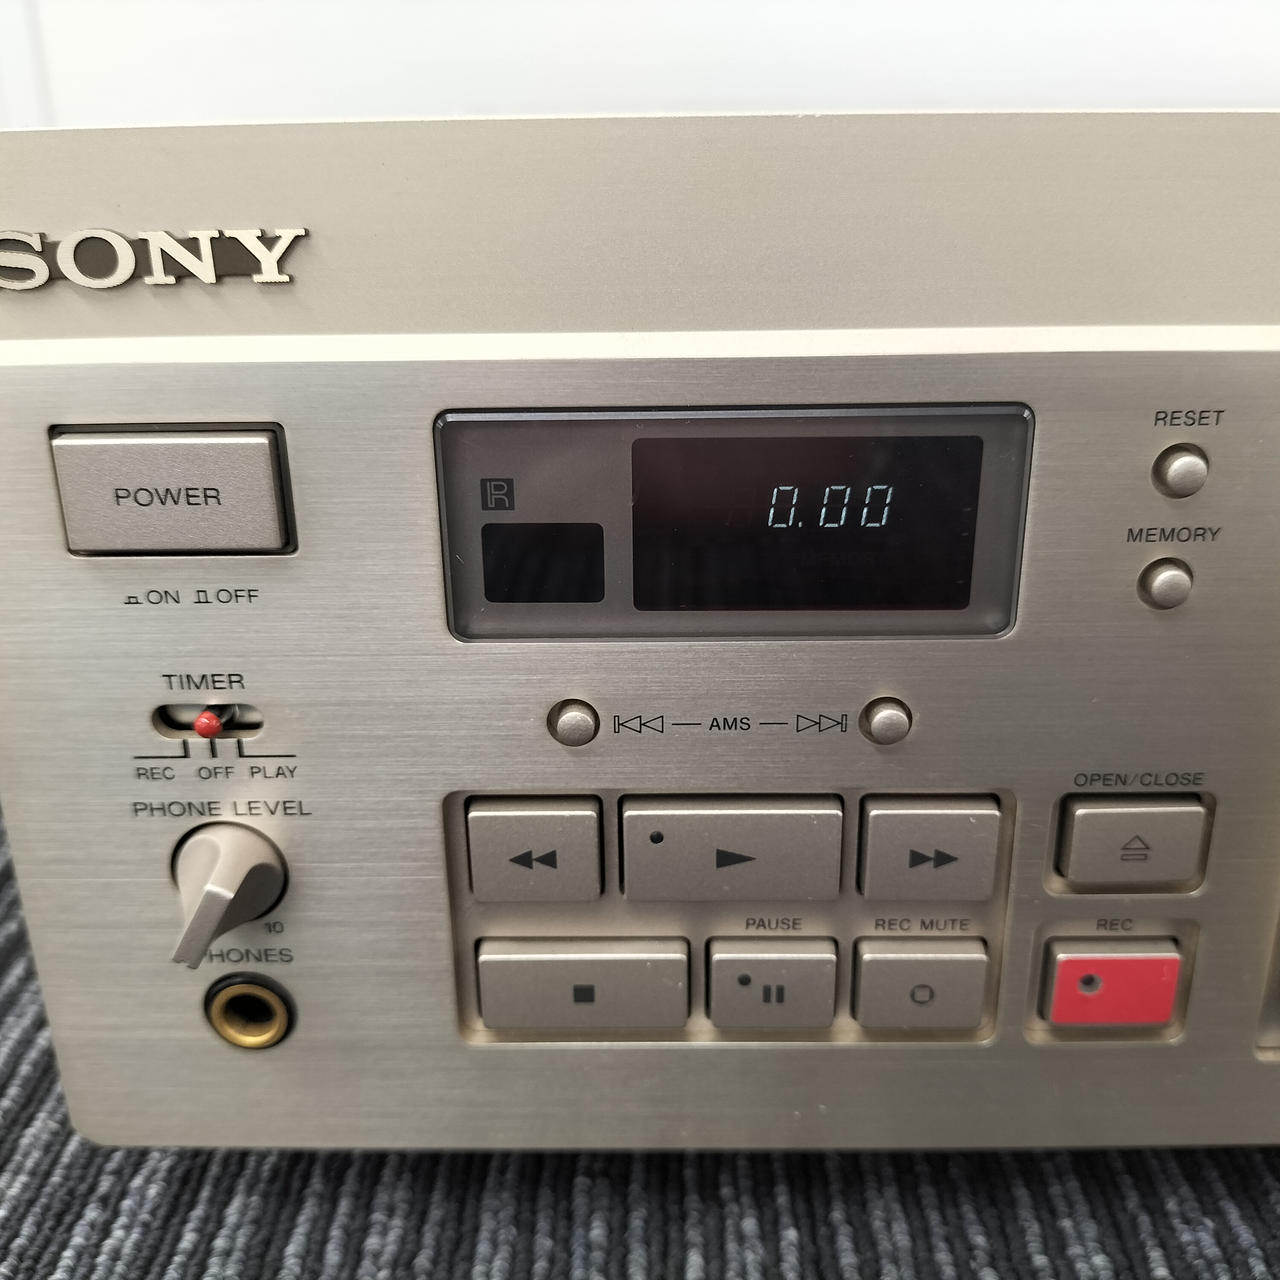 SONY
POWER
ON OFF
R
0.00
RESET
MEMORY
TIMER
REC OFF PLAY
AMS
PHONE LEVEL
10
PHONES
OPEN/CLOSE
PAUSE
REC MUTE
REC